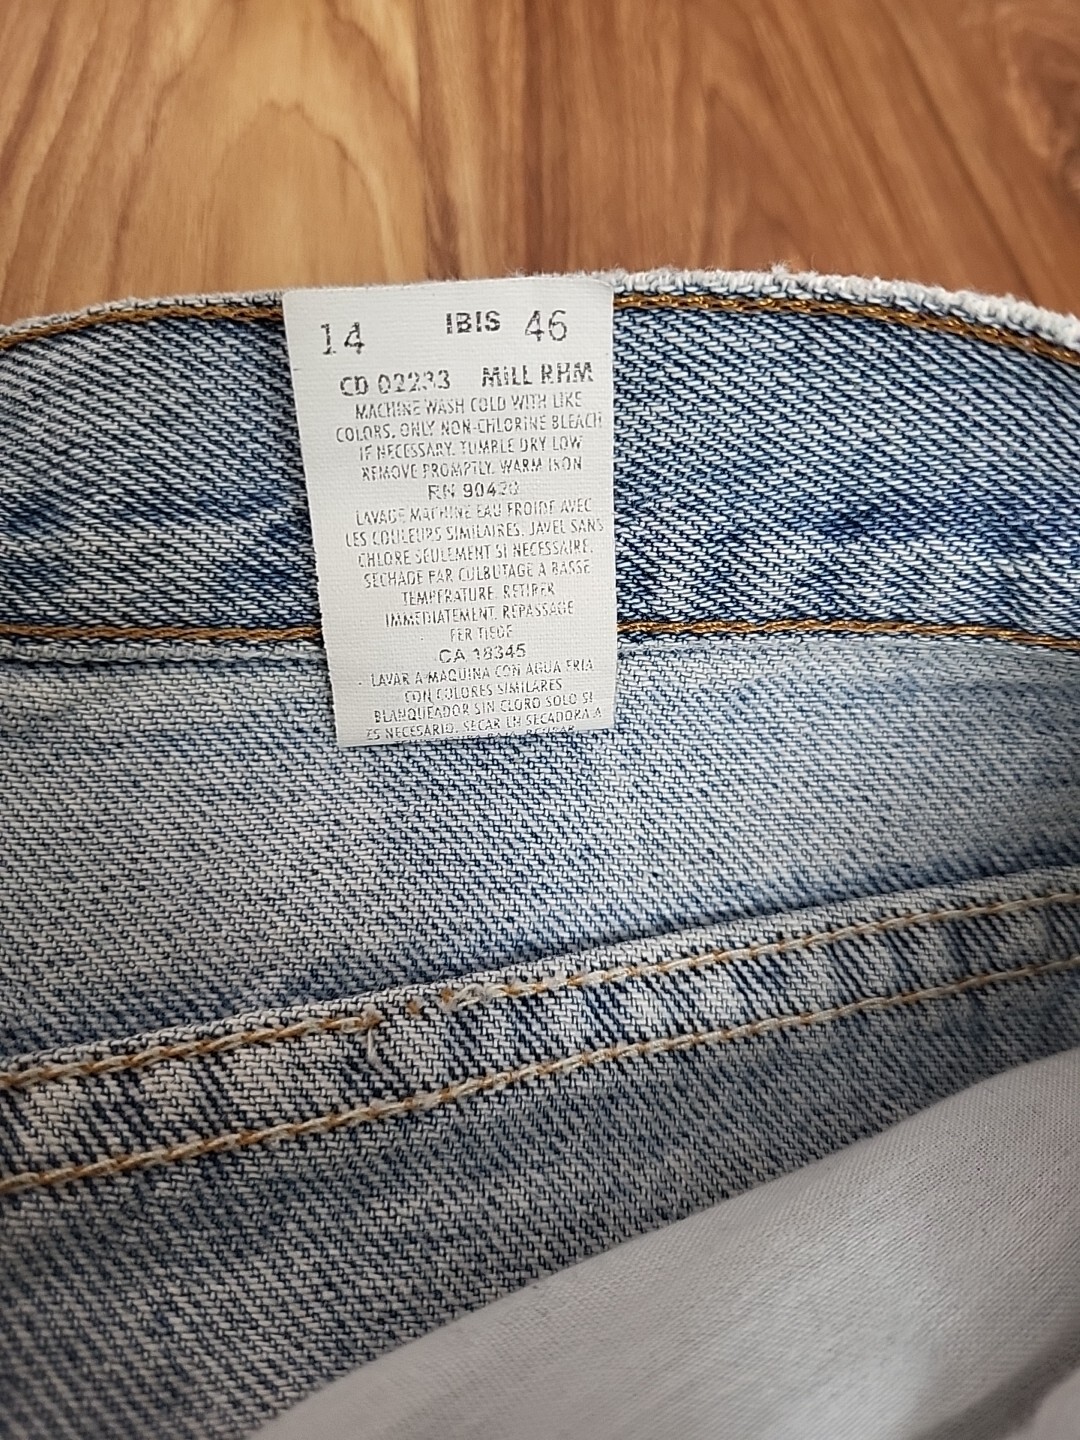 14 IBIS 46
CD 02233 MILL RHM
MACHINE WASH COLD WITH LIKE
COLORS. ONLY NON-CHLORINE BLEACH
IF NECESSARY. TUMBLE DRY LOW
REMOVE PROMPTLY. WARM IRON
RN 90420
LAVAGE MACHINE EAU FROIDE AVEC
LES COULEURS SIMILAIRES. JAVEL SANS
CHLORE SEULEMENT SI NECESSAIRE.
SECHAGE PAR CULBUTAGE A BASSE
TEMPERATURE. RETIRER
IMMEDIATEMENT. REPASSAGE
FER TIEDE
CA 18345
LAVAR A MAQUINA CON AGUA FRIA
CON COLORES SIMILARES
BLANQUEADOR SIN CLORO SOLO SI
ES NECESARIO. SECAR EN SECADORA A